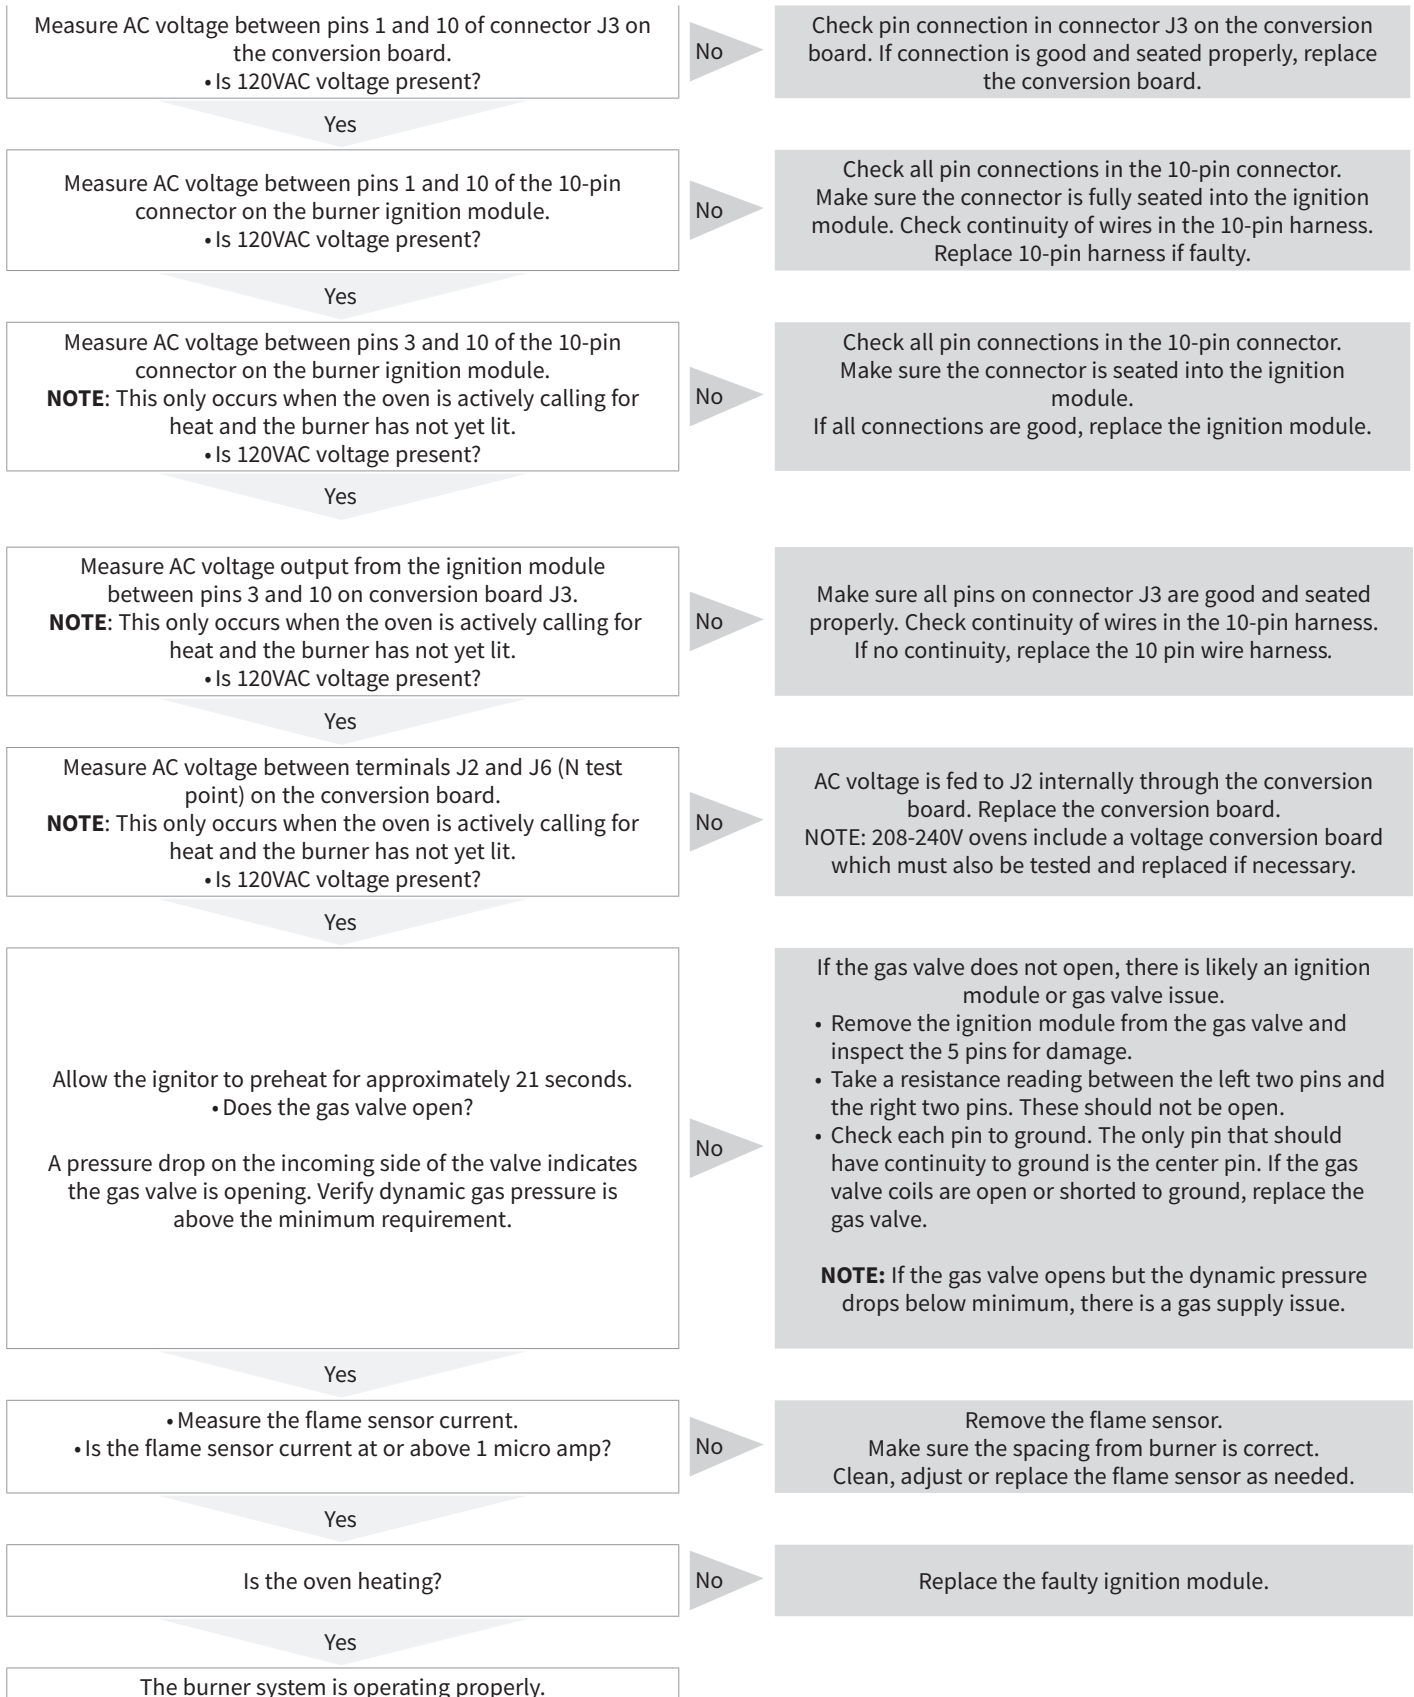 Measure AC voltage between pins 1 and 10 of connector J3 on
the conversion board.
• Is 120VAC voltage present?
No
Check pin connection in connector J3 on the conversion
board. If connection is good and seated properly, replace
the conversion board.
Yes
Measure AC voltage between pins 1 and 10 of the 10-pin
connector on the burner ignition module.
• Is 120VAC voltage present?
No
Check all pin connections in the 10-pin connector.
Make sure the connector is fully seated into the ignition
module. Check continuity of wires in the 10-pin harness.
Replace 10-pin harness if faulty.
Yes
Measure AC voltage between pins 3 and 10 of the 10-pin
connector on the burner ignition module.
NOTE: This only occurs when the oven is actively calling for
heat and the burner has not yet lit.
• Is 120VAC voltage present?
No
Check all pin connections in the 10-pin connector.
Make sure the connector is seated into the ignition
module.
If all connections are good, replace the ignition module.
Yes
Measure AC voltage output from the ignition module
between pins 3 and 10 on conversion board J3.
NOTE: This only occurs when the oven is actively calling for
heat and the burner has not yet lit.
• Is 120VAC voltage present?
No
Make sure all pins on connector J3 are good and seated
properly. Check continuity of wires in the 10-pin harness.
If no continuity, replace the 10 pin wire harness.
Yes
Measure AC voltage between terminals J2 and J6 (N test
point) on the conversion board.
NOTE: This only occurs when the oven is actively calling for
heat and the burner has not yet lit.
• Is 120VAC voltage present?
No
AC voltage is fed to J2 internally through the conversion
board. Replace the conversion board.
NOTE: 208-240V ovens include a voltage conversion board
which must also be tested and replaced if necessary.
Yes
Allow the ignitor to preheat for approximately 21 seconds.
• Does the gas valve open?
A pressure drop on the incoming side of the valve indicates
the gas valve is opening. Verify dynamic gas pressure is
above the minimum requirement.
No
If the gas valve does not open, there is likely an ignition
module or gas valve issue.
• Remove the ignition module from the gas valve and
inspect the 5 pins for damage.
• Take a resistance reading between the left two pins and
the right two pins. These should not be open.
• Check each pin to ground. The only pin that should
have continuity to ground is the center pin. If the gas
valve coils are open or shorted to ground, replace the
gas valve.
NOTE: If the gas valve opens but the dynamic pressure
drops below minimum, there is a gas supply issue.
Yes
• Measure the flame sensor current.
• Is the flame sensor current at or above 1 micro amp?
No
Remove the flame sensor.
Make sure the spacing from burner is correct.
Clean, adjust or replace the flame sensor as needed.
Yes
Is the oven heating?
No
Replace the faulty ignition module.
Yes
The burner system is operating properly.